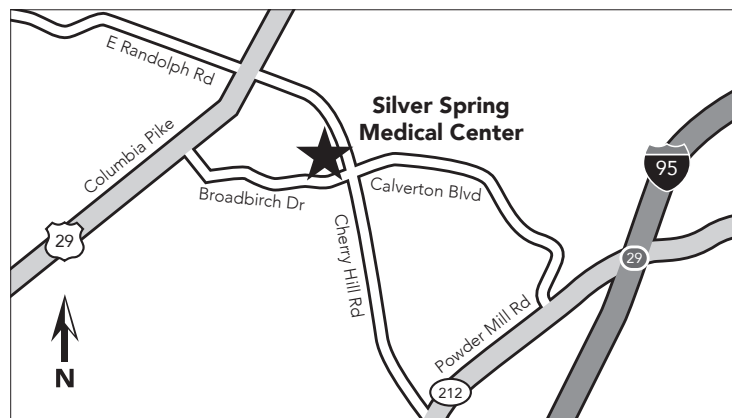 E Randolph Rd
Silver Spring
Medical Center
Columbia Pike
95
Broadbirch Dr
Calverton Blvd
29
Cherry Hill Rd
29
Powder Mill Rd
N
212